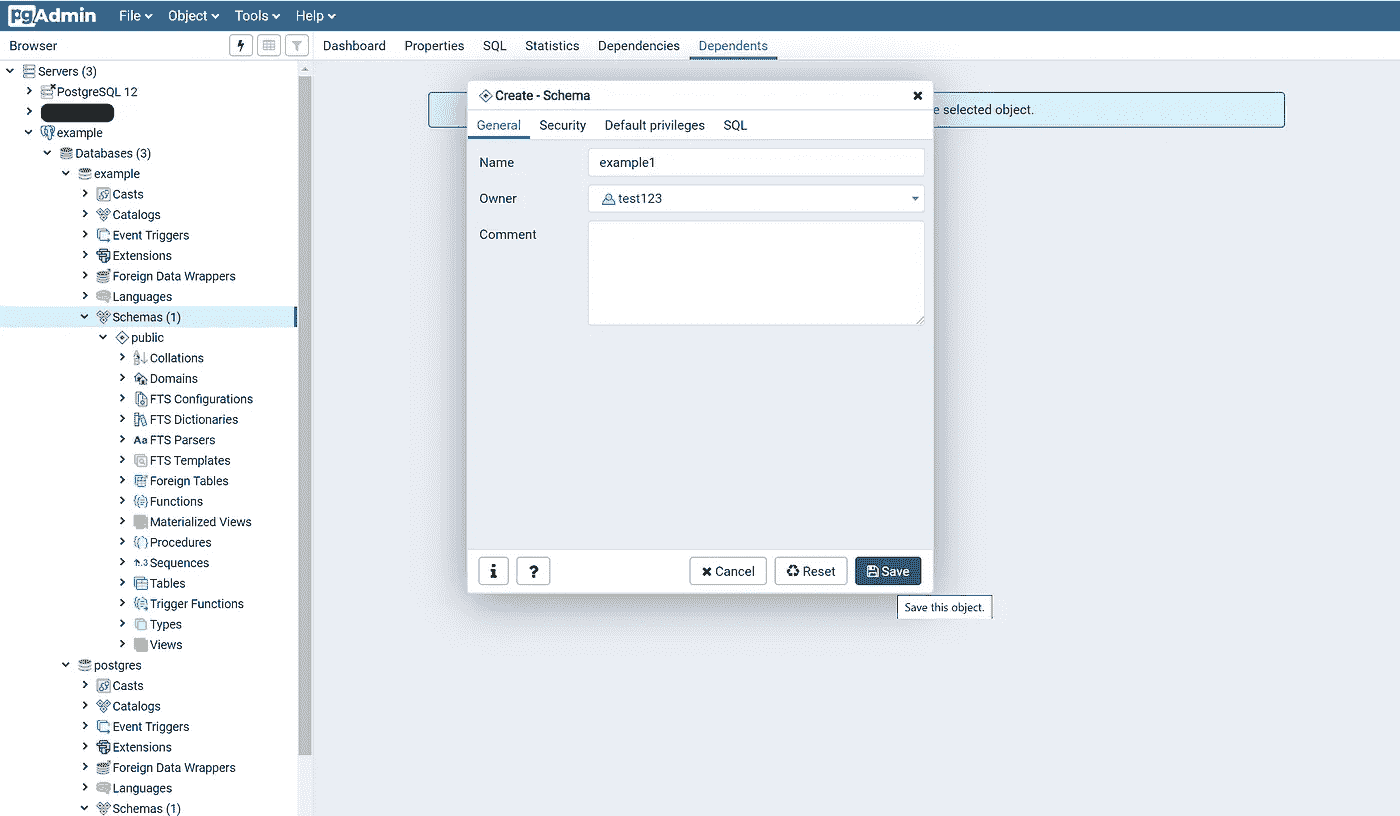 pgAdmin File Object Tools Help
Browser Dashboard Properties SQL Statistics Dependencies Dependents
Servers (3)
PostgreSQL 12
example
Databases (3)
example
Casts
Catalogs
Event Triggers
Extensions
Foreign Data Wrappers
Languages
Schemas (1)
public
Collations
Domains
FTS Configurations
FTS Dictionaries
Aa FTS Parsers
FTS Templates
Foreign Tables
Functions
Materialized Views
Procedures
1..3 Sequences
Tables
Trigger Functions
Types
Views
postgres
Casts
Catalogs
Event Triggers
Extensions
Foreign Data Wrappers
Languages
Schemas (1)
selected object.
Create - Schema
General Security Default privileges SQL
Name example1
Owner test123
Comment
i ? Cancel Reset Save
Save this object.